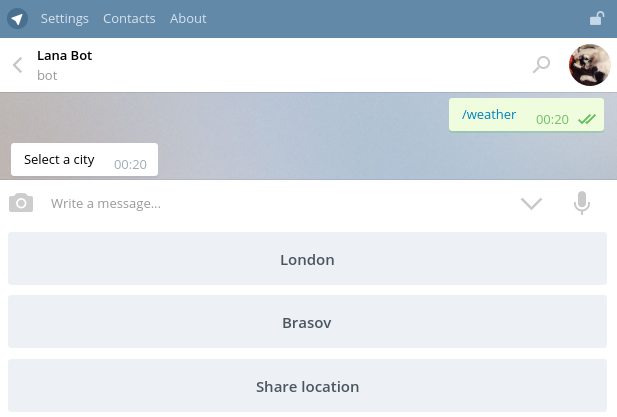 Settings Contacts About
Lana Bot
bot
/weather 00:20
Select a city 00:20
Write a message...
London
Brasov
Share location